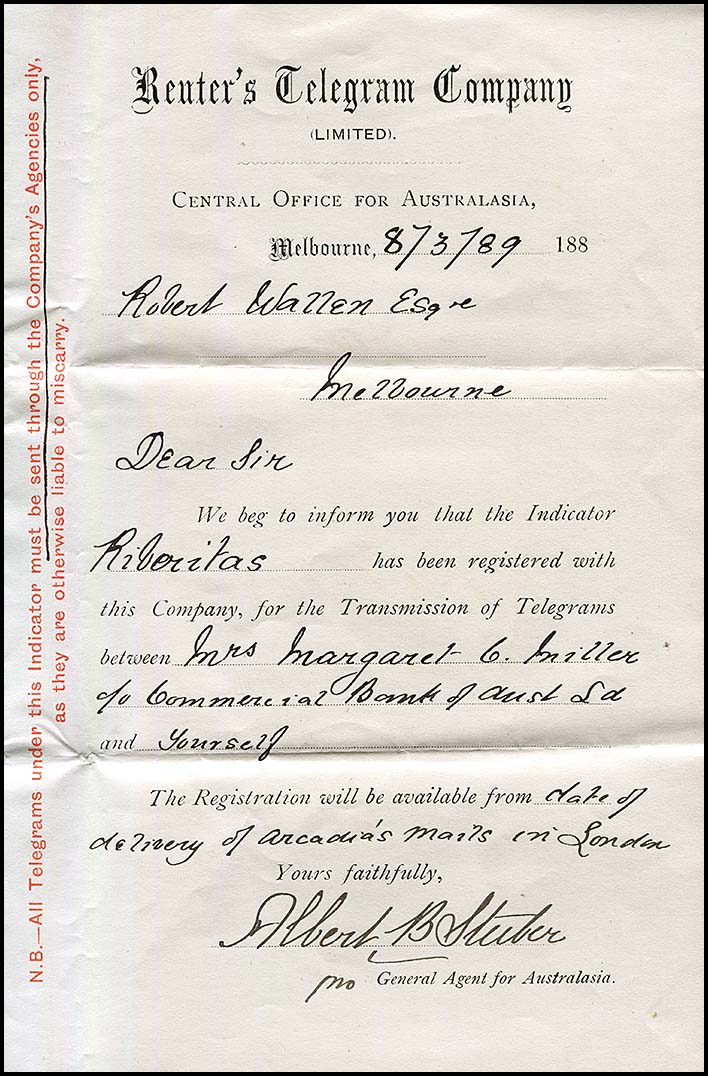 Reuter's Telegram Company
(LIMITED).
CENTRAL OFFICE FOR AUSTRALASIA,
Melbourne, 8/3/89 188
Robert Wallen Esqre
Melbourne
Dear Sir
We beg to inform you that the Indicator
Riboritas has been registered with
this Company, for the Transmission of Telegrams
between Mrs Margaret C. Miller
c/o Commercial Bank of Aust Ld
and Yourself
The Registration will be available from date of
delivery of Arcadia's mails in London
Yours faithfully,
Albert B Stuber
pro General Agent for Australasia.
N.B.—All Telegrams under this Indicator must be sent through the Company's Agencies only,
as they are otherwise liable to miscarry.